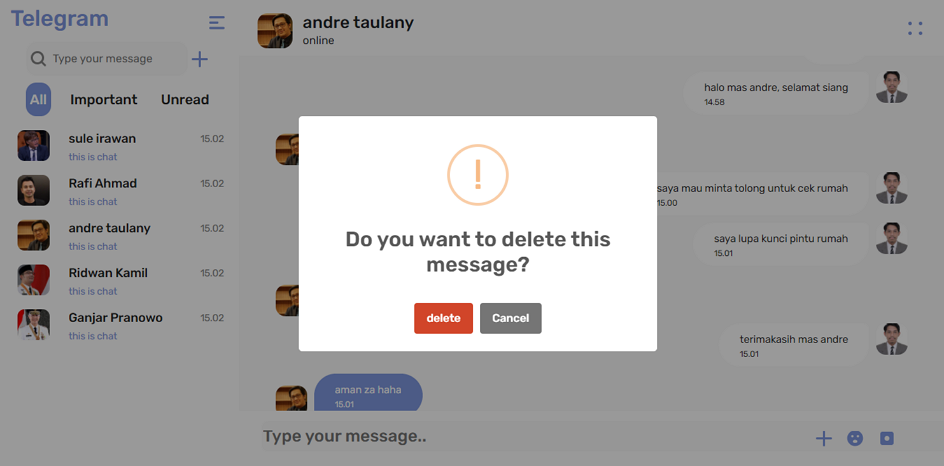 Telegram
Type your message
All Important Unread
sule irawan 15.02
this is chat
Rafi Ahmad 15.02
this is chat
andre taulany 15.02
this is chat
Ridwan Kamil 15.02
this is chat
Ganjar Pranowo 15.02
this is chat
andre taulany
online
halo mas andre, selamat siang
14.58
saya mau minta tolong untuk cek rumah
15.00
saya lupa kunci pintu rumah
15.01
terimakasih mas andre
15.01
aman za haha
15.01
Type your message..
!
Do you want to delete this
message?
delete Cancel